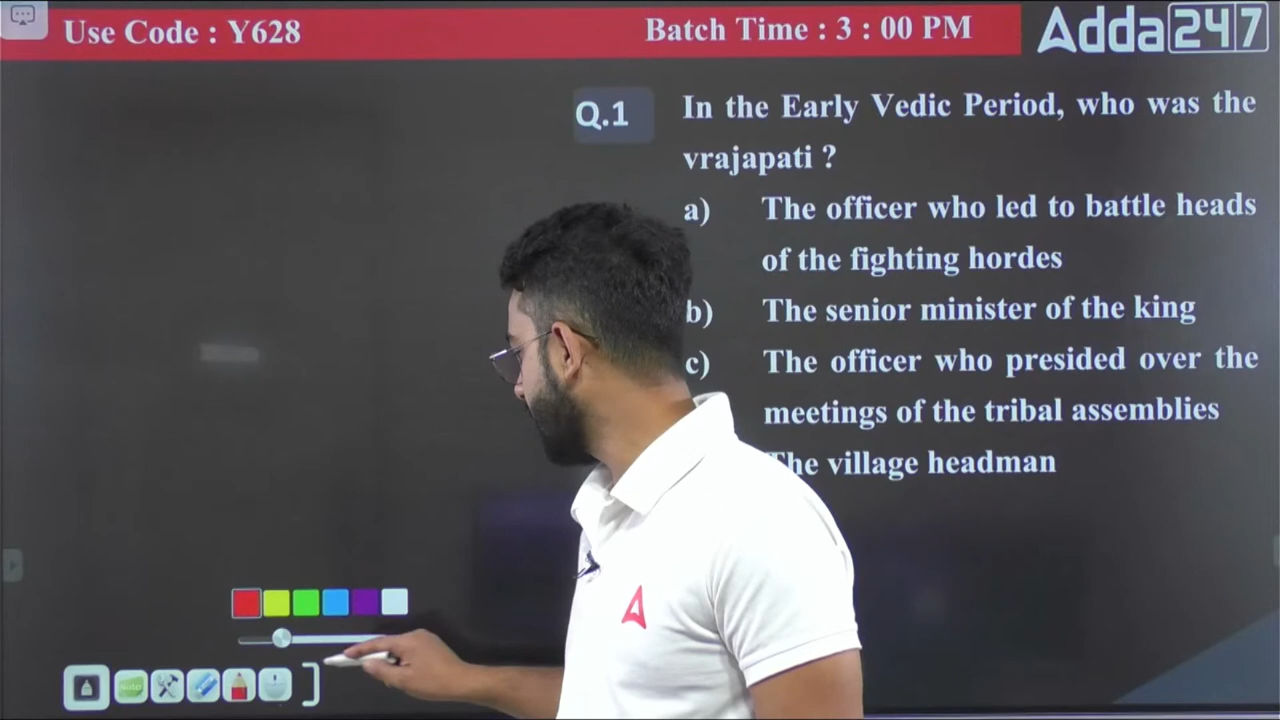 Use Code : Y628
Batch Time : 3 : 00 PM
Adda247
Q.1
In the Early Vedic Period, who was the
vrajapati ?
a) The officer who led to battle heads
of the fighting hordes
b) The senior minister of the king
c) The officer who presided over the
meetings of the tribal assemblies
The village headman